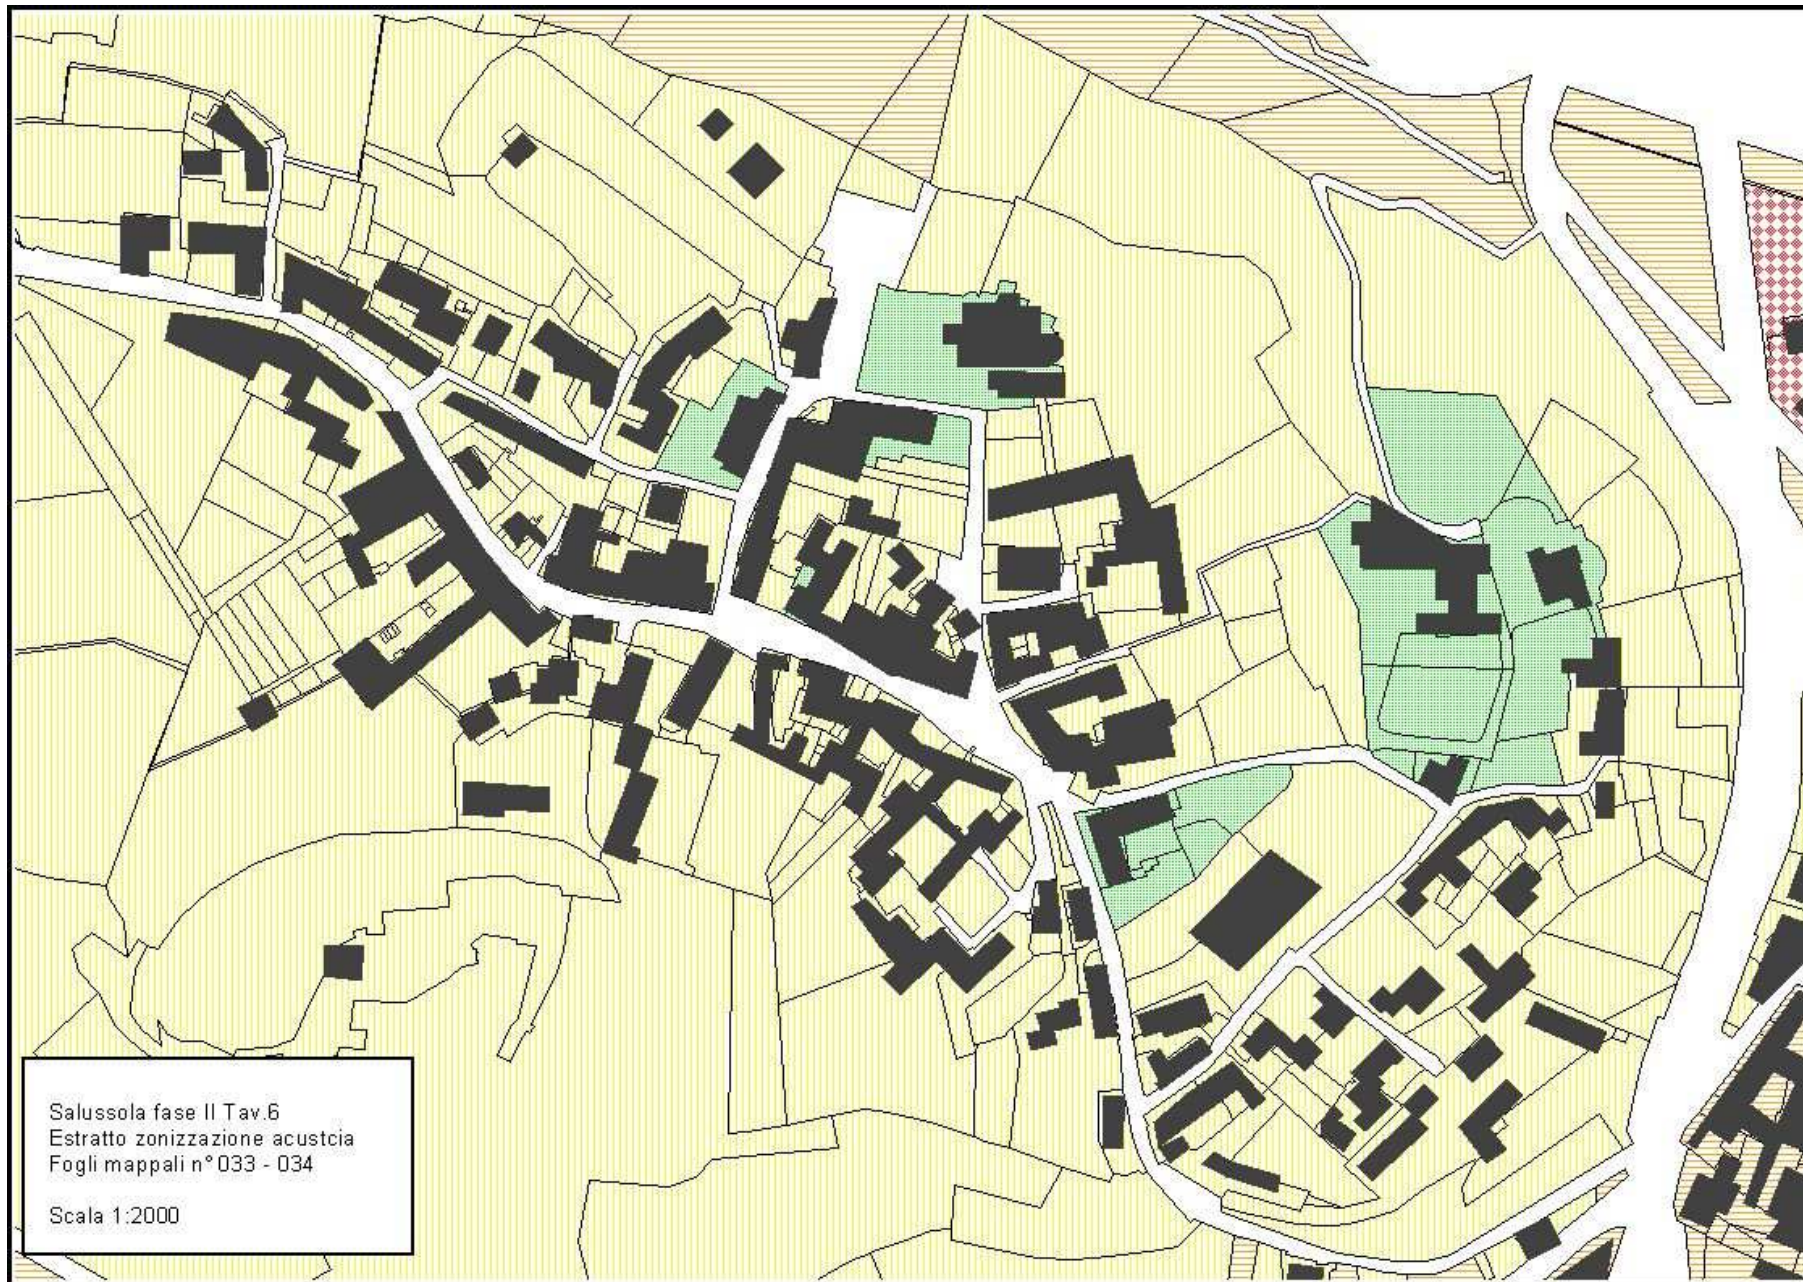 Salussola fase II Tav.6
Estratto zonizzazione acustcia
Fogli mappali n° 033 - 034
Scala 1:2000